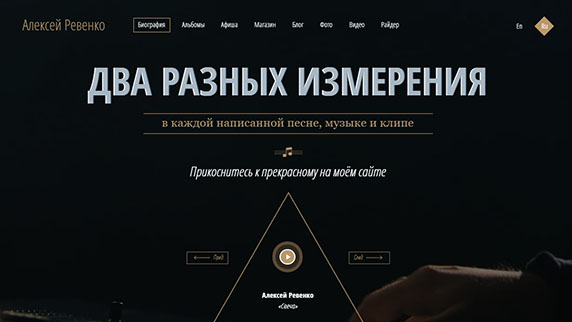 Алексей Ревенко
Биография Альбомы Афиша Магазин Блог Фото Видео Райдер
En Ru
ДВА РАЗНЫХ ИЗМЕРЕНИЯ
в каждой написанной песне, музыке и клипе
Прикоснитесь к прекрасному на моём сайте
Пред След
Алексей Ревенко
«Свеча»